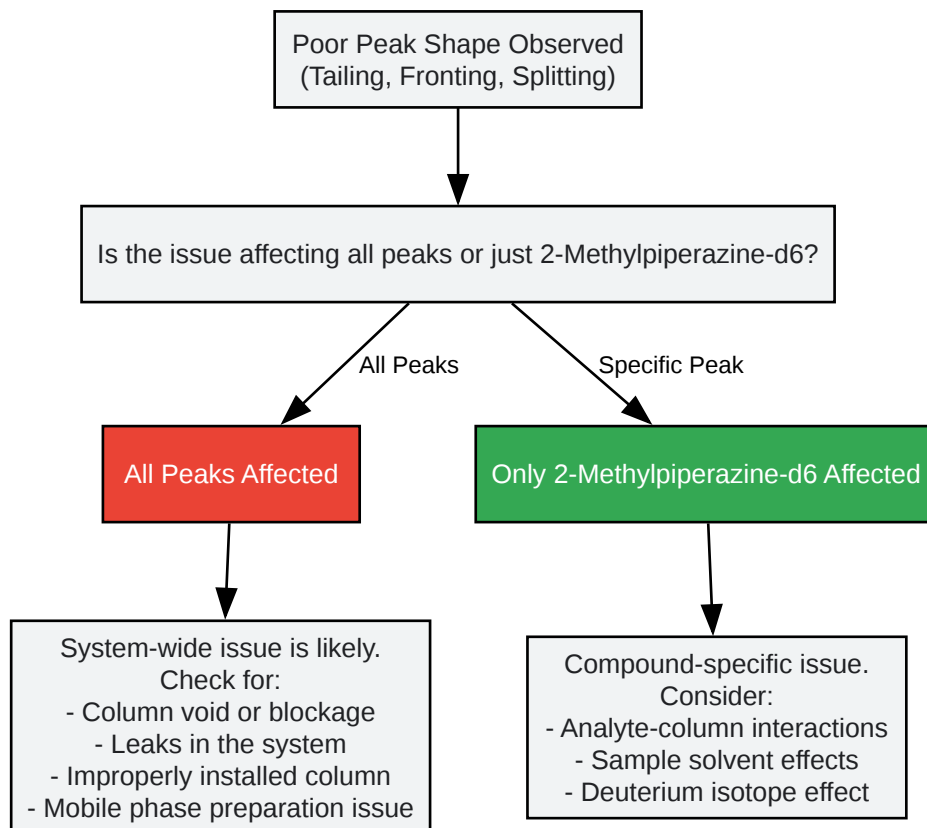 Poor Peak Shape Observed
(Tailing, Fronting, Splitting)
Is the issue affecting all peaks or just 2-Methylpiperazine-d6?
All Peaks
Specific Peak
All Peaks Affected
Only 2-Methylpiperazine-d6 Affected
System-wide issue is likely.
Check for:
- Column void or blockage
- Leaks in the system
- Improperly installed column
- Mobile phase preparation issue
Compound-specific issue.
Consider:
- Analyte-column interactions
- Sample solvent effects
- Deuterium isotope effect